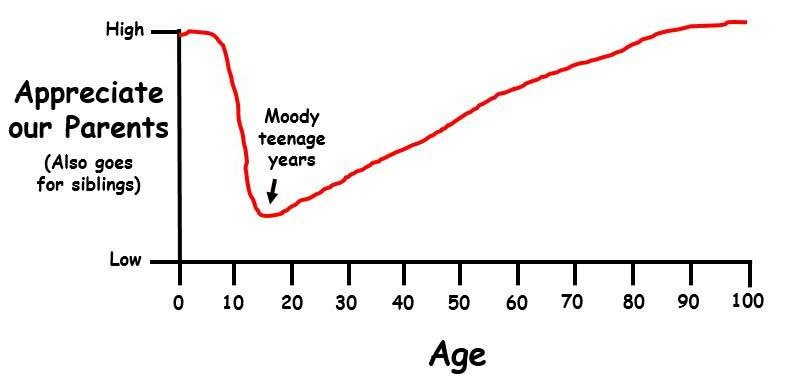 High
Appreciate
our Parents
(Also goes
for siblings)
Moody
teenage
years
Low
0 10 20 30 40 50 60 70 80 90 100
Age